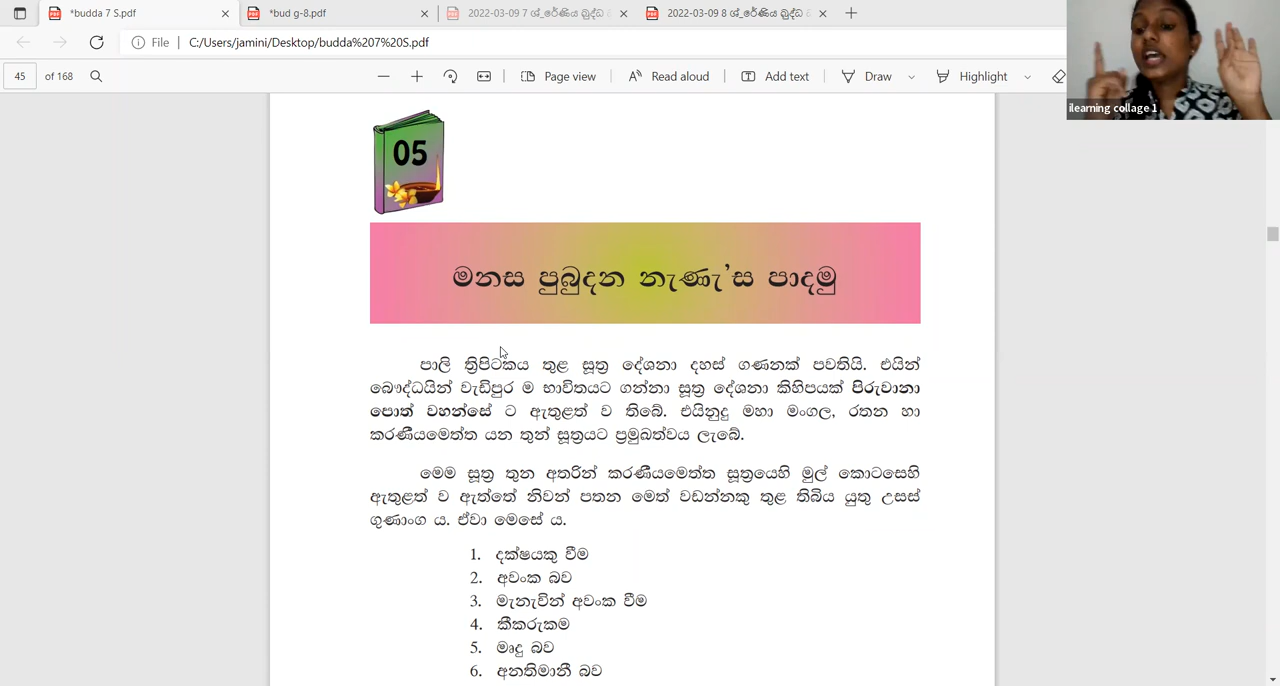 *budda 7 S.pdf
*bud g-8.pdf
2022-03-09 7 ශ්_රේණිය බුද්ධ
2022-03-09 8 ශ්_රේණිය බුද්ධ
File
C:/Users/jamini/Desktop/budda%207%20S.pdf
45 of 168
Page view
Read aloud
Add text
Draw
Highlight
ilearning collage 1
05
මනස පුබුදන නැණැ'ස පාදමු
පාලි ත්‍රිපිටකය තුළ සූත්‍ර දේශනා දහස් ගණනක් පවතියි. එයින්
බෞද්ධයින් වැඩිපුර ම භාවිතයට ගන්නා සූත්‍ර දේශනා කිහිපයක් පිරුවානා
පොත් වහන්සේ ට ඇතුළත් ව තිබේ. එයිනුදු මහා මංගල, රතන හා
කරණීයමෙත්ත යන තුන් සූත්‍රයට ප්‍රමුඛත්වය ලැබේ.
මෙම සූත්‍ර තුන අතරින් කරණීයමෙත්ත සූත්‍රයෙහි මුල් කොටසෙහි
ඇතුළත් ව ඇත්තේ නිවන් පතන මෙත් වඩන්නකු තුළ තිබිය යුතු උසස්
ගුණාංග ය. ඒවා මෙසේ ය.
1. දක්ෂයකු වීම
2. අවංක බව
3. මැනැවින් අවංක වීම
4. කීකරුකම
5. මෘදු බව
6. අනතිමානී බව